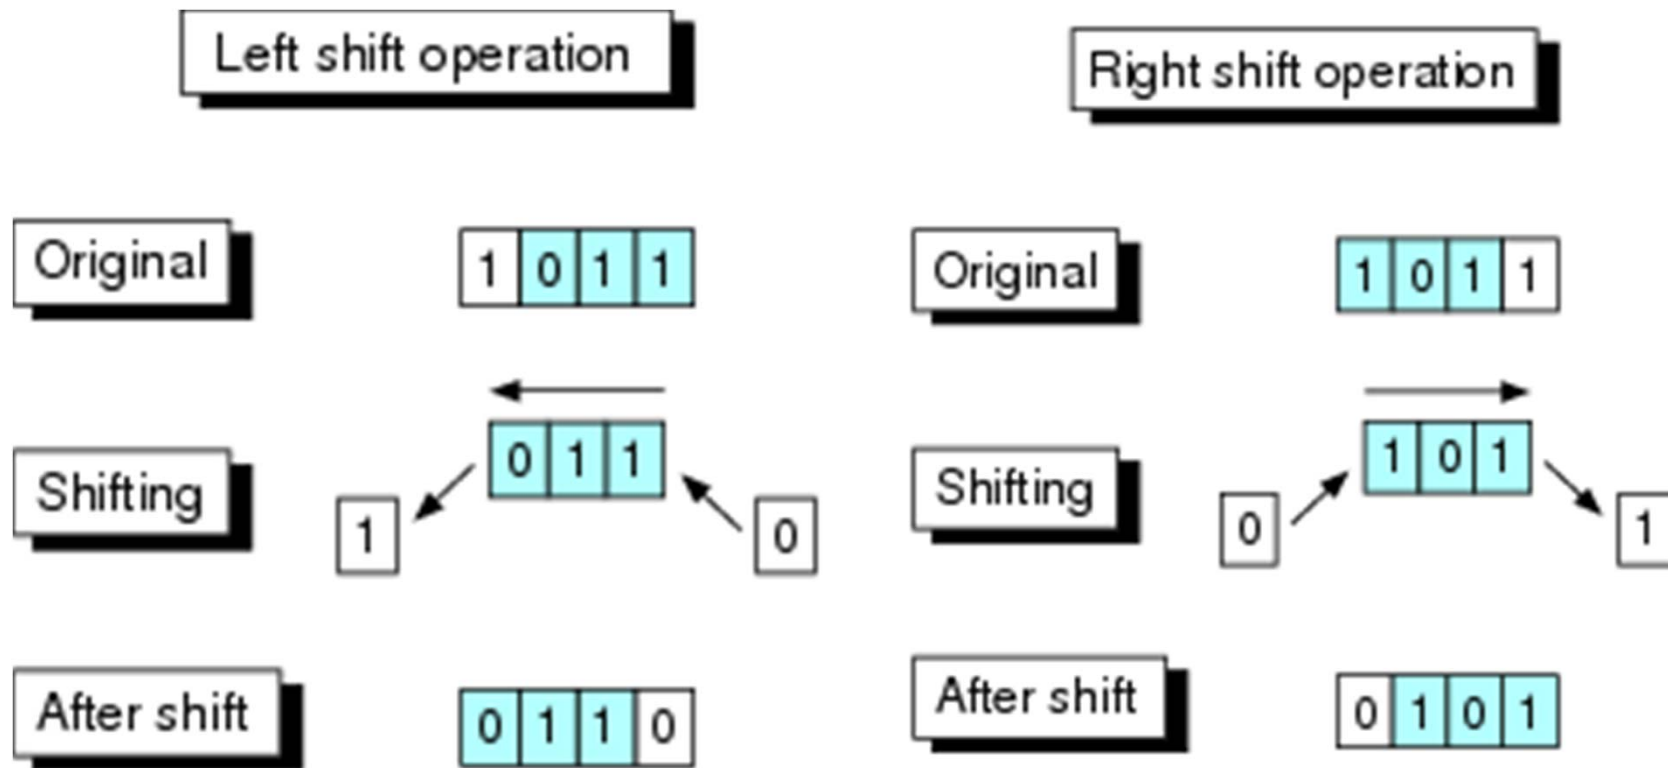 Left shift operation
Original
1 0 1 1
Shifting
0 1 1
1
0
After shift
0 1 1 0
Right shift operation
Original
1 0 1 1
Shifting
1 0 1
0
1
After shift
0 1 0 1